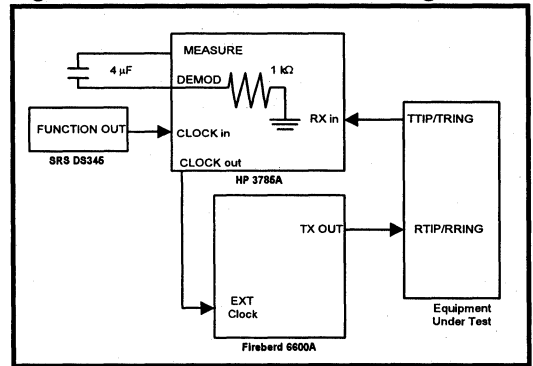 MEASURE
4 µF
DEMOD
1 kΩ
FUNCTION OUT
CLOCK in
RX in
TTIP/TRING
SRS DS345
CLOCK out
HP 3785A
TX OUT
RTIP/RRING
EXT
Clock
Equipment
Under Test
Fireberd 6600A